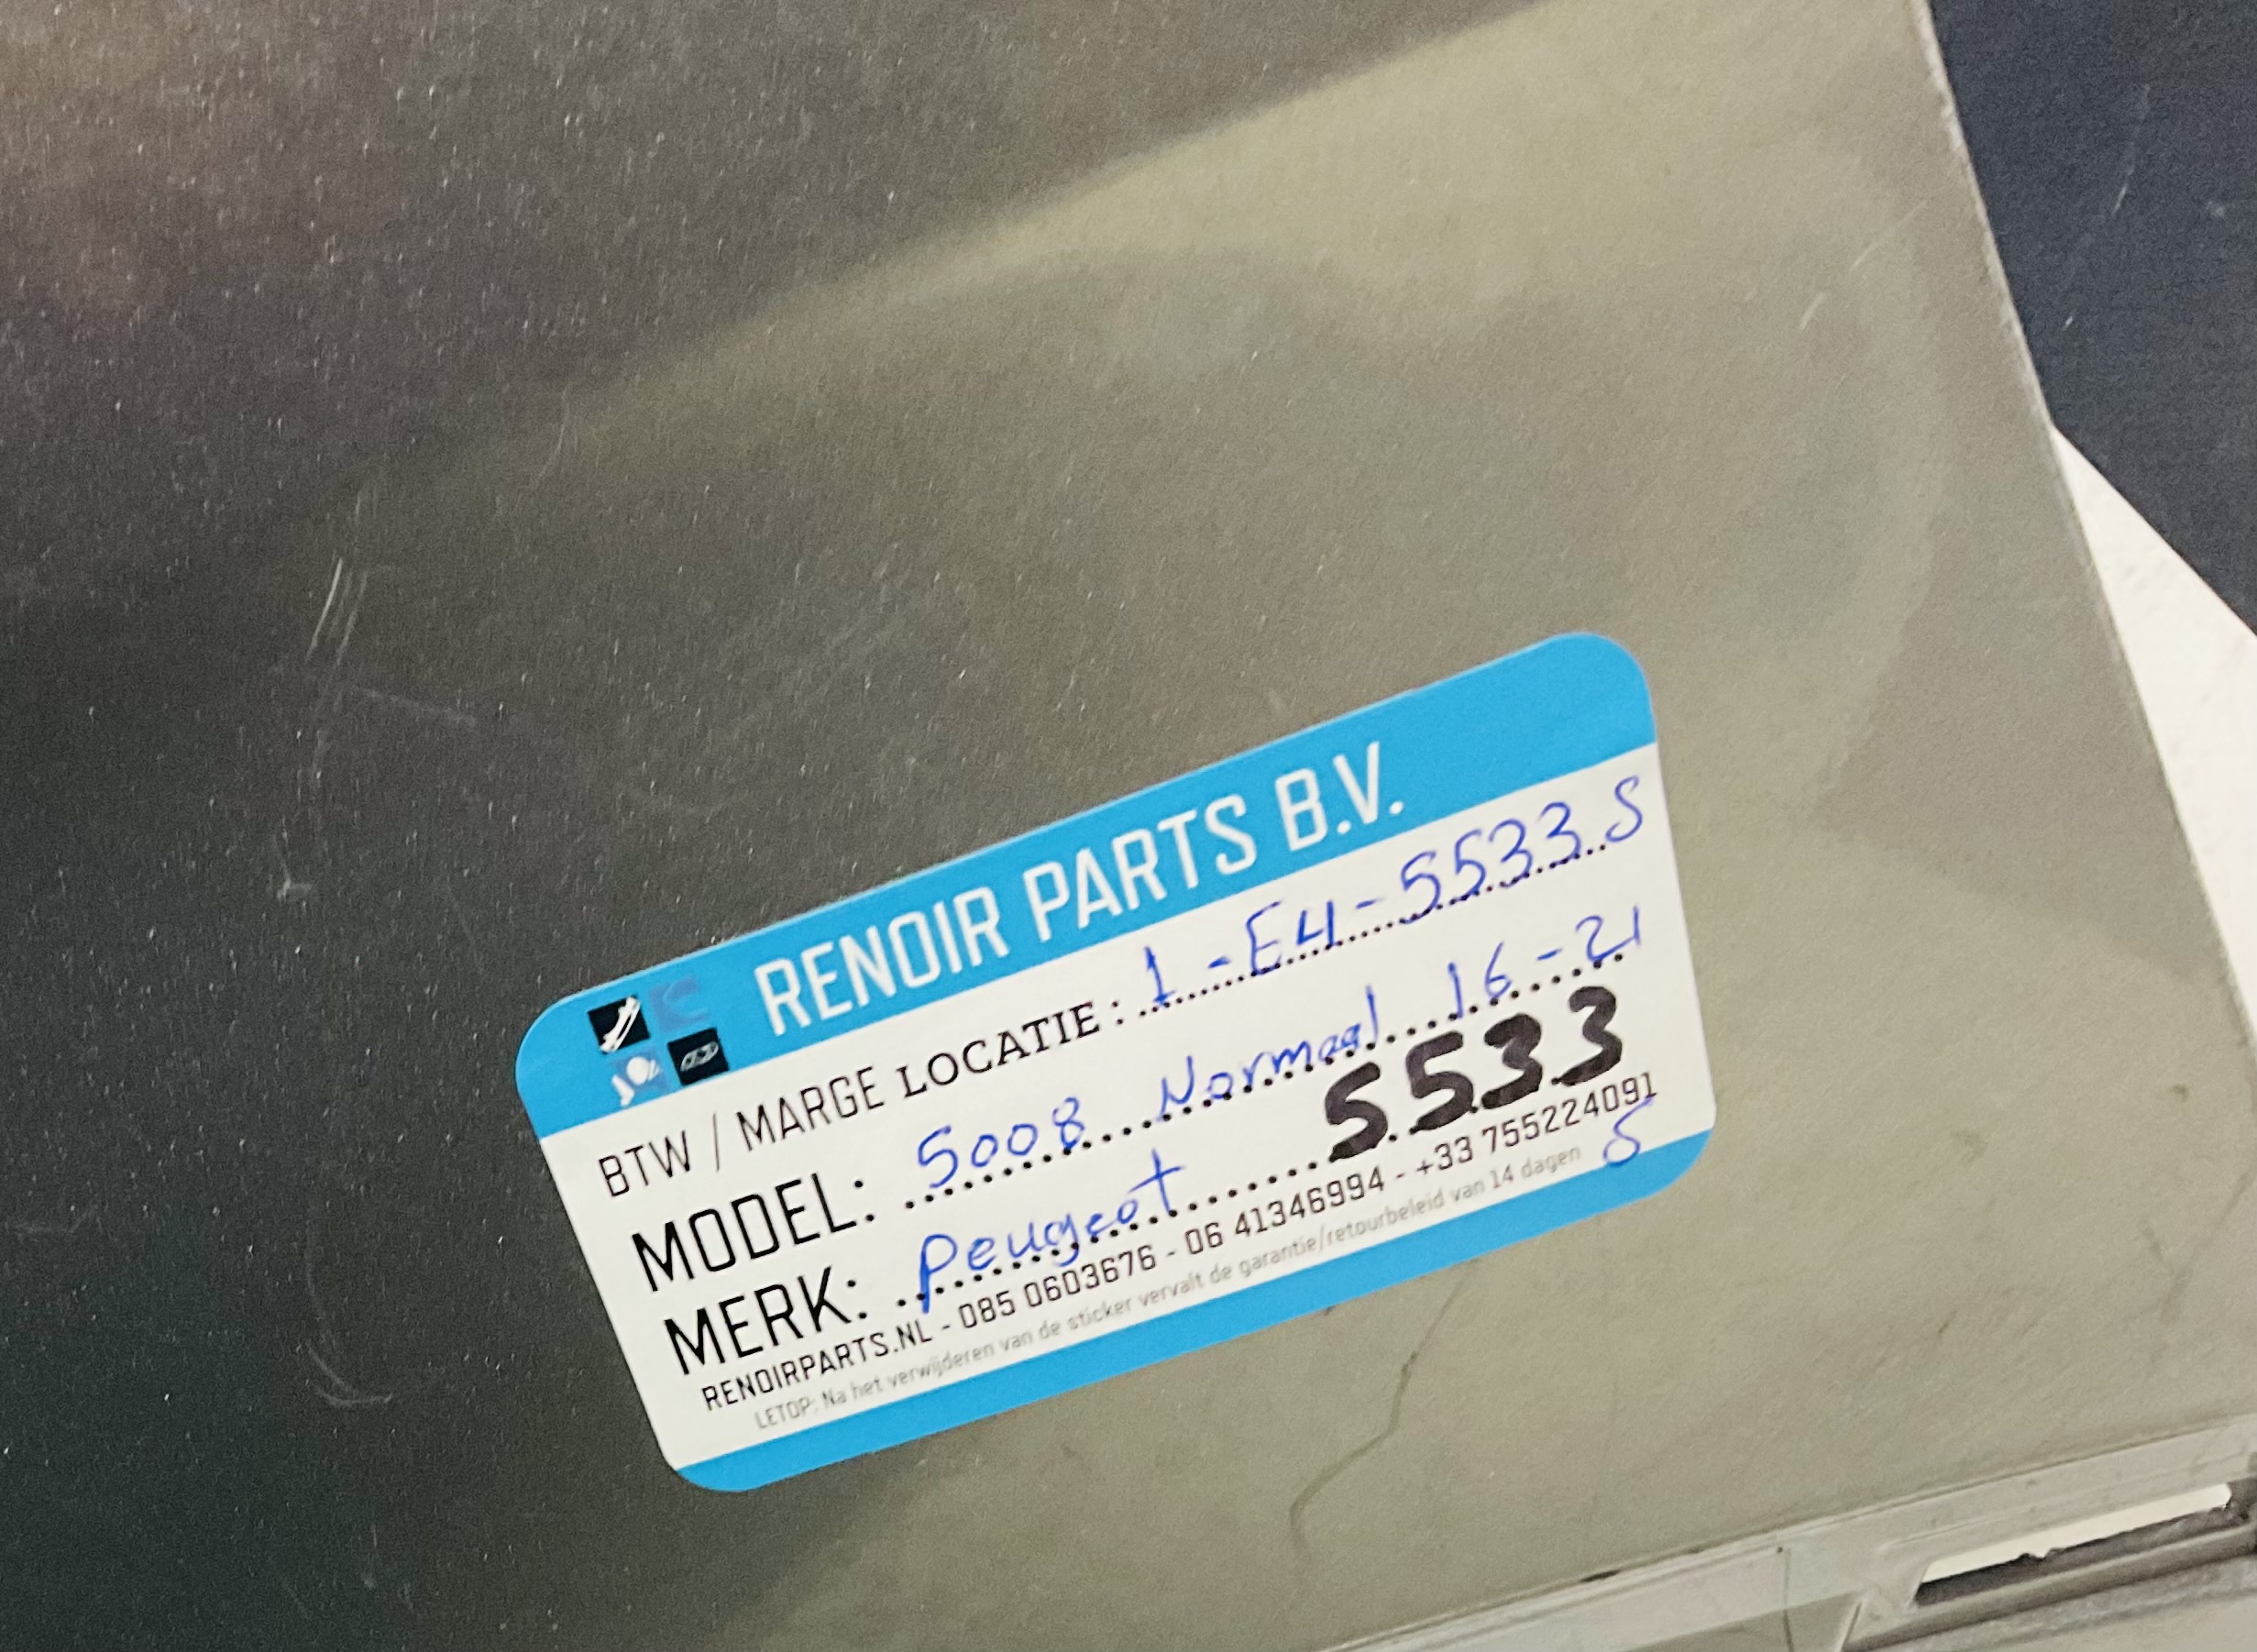 RENOIR PARTS B.V.
BTW / MARGE LOCATIE : 1 - E4 - 5533 S
MODEL: 5008 Normaal 16 - 21
MERK: Peugeot 5533
RENOIRPARTS.NL - 085 0603676 - 06 41346994 - +33 755224091
LETOP: Na het verwijderen van de sticker vervalt de garantie/retourbeleid van 14 dagen S